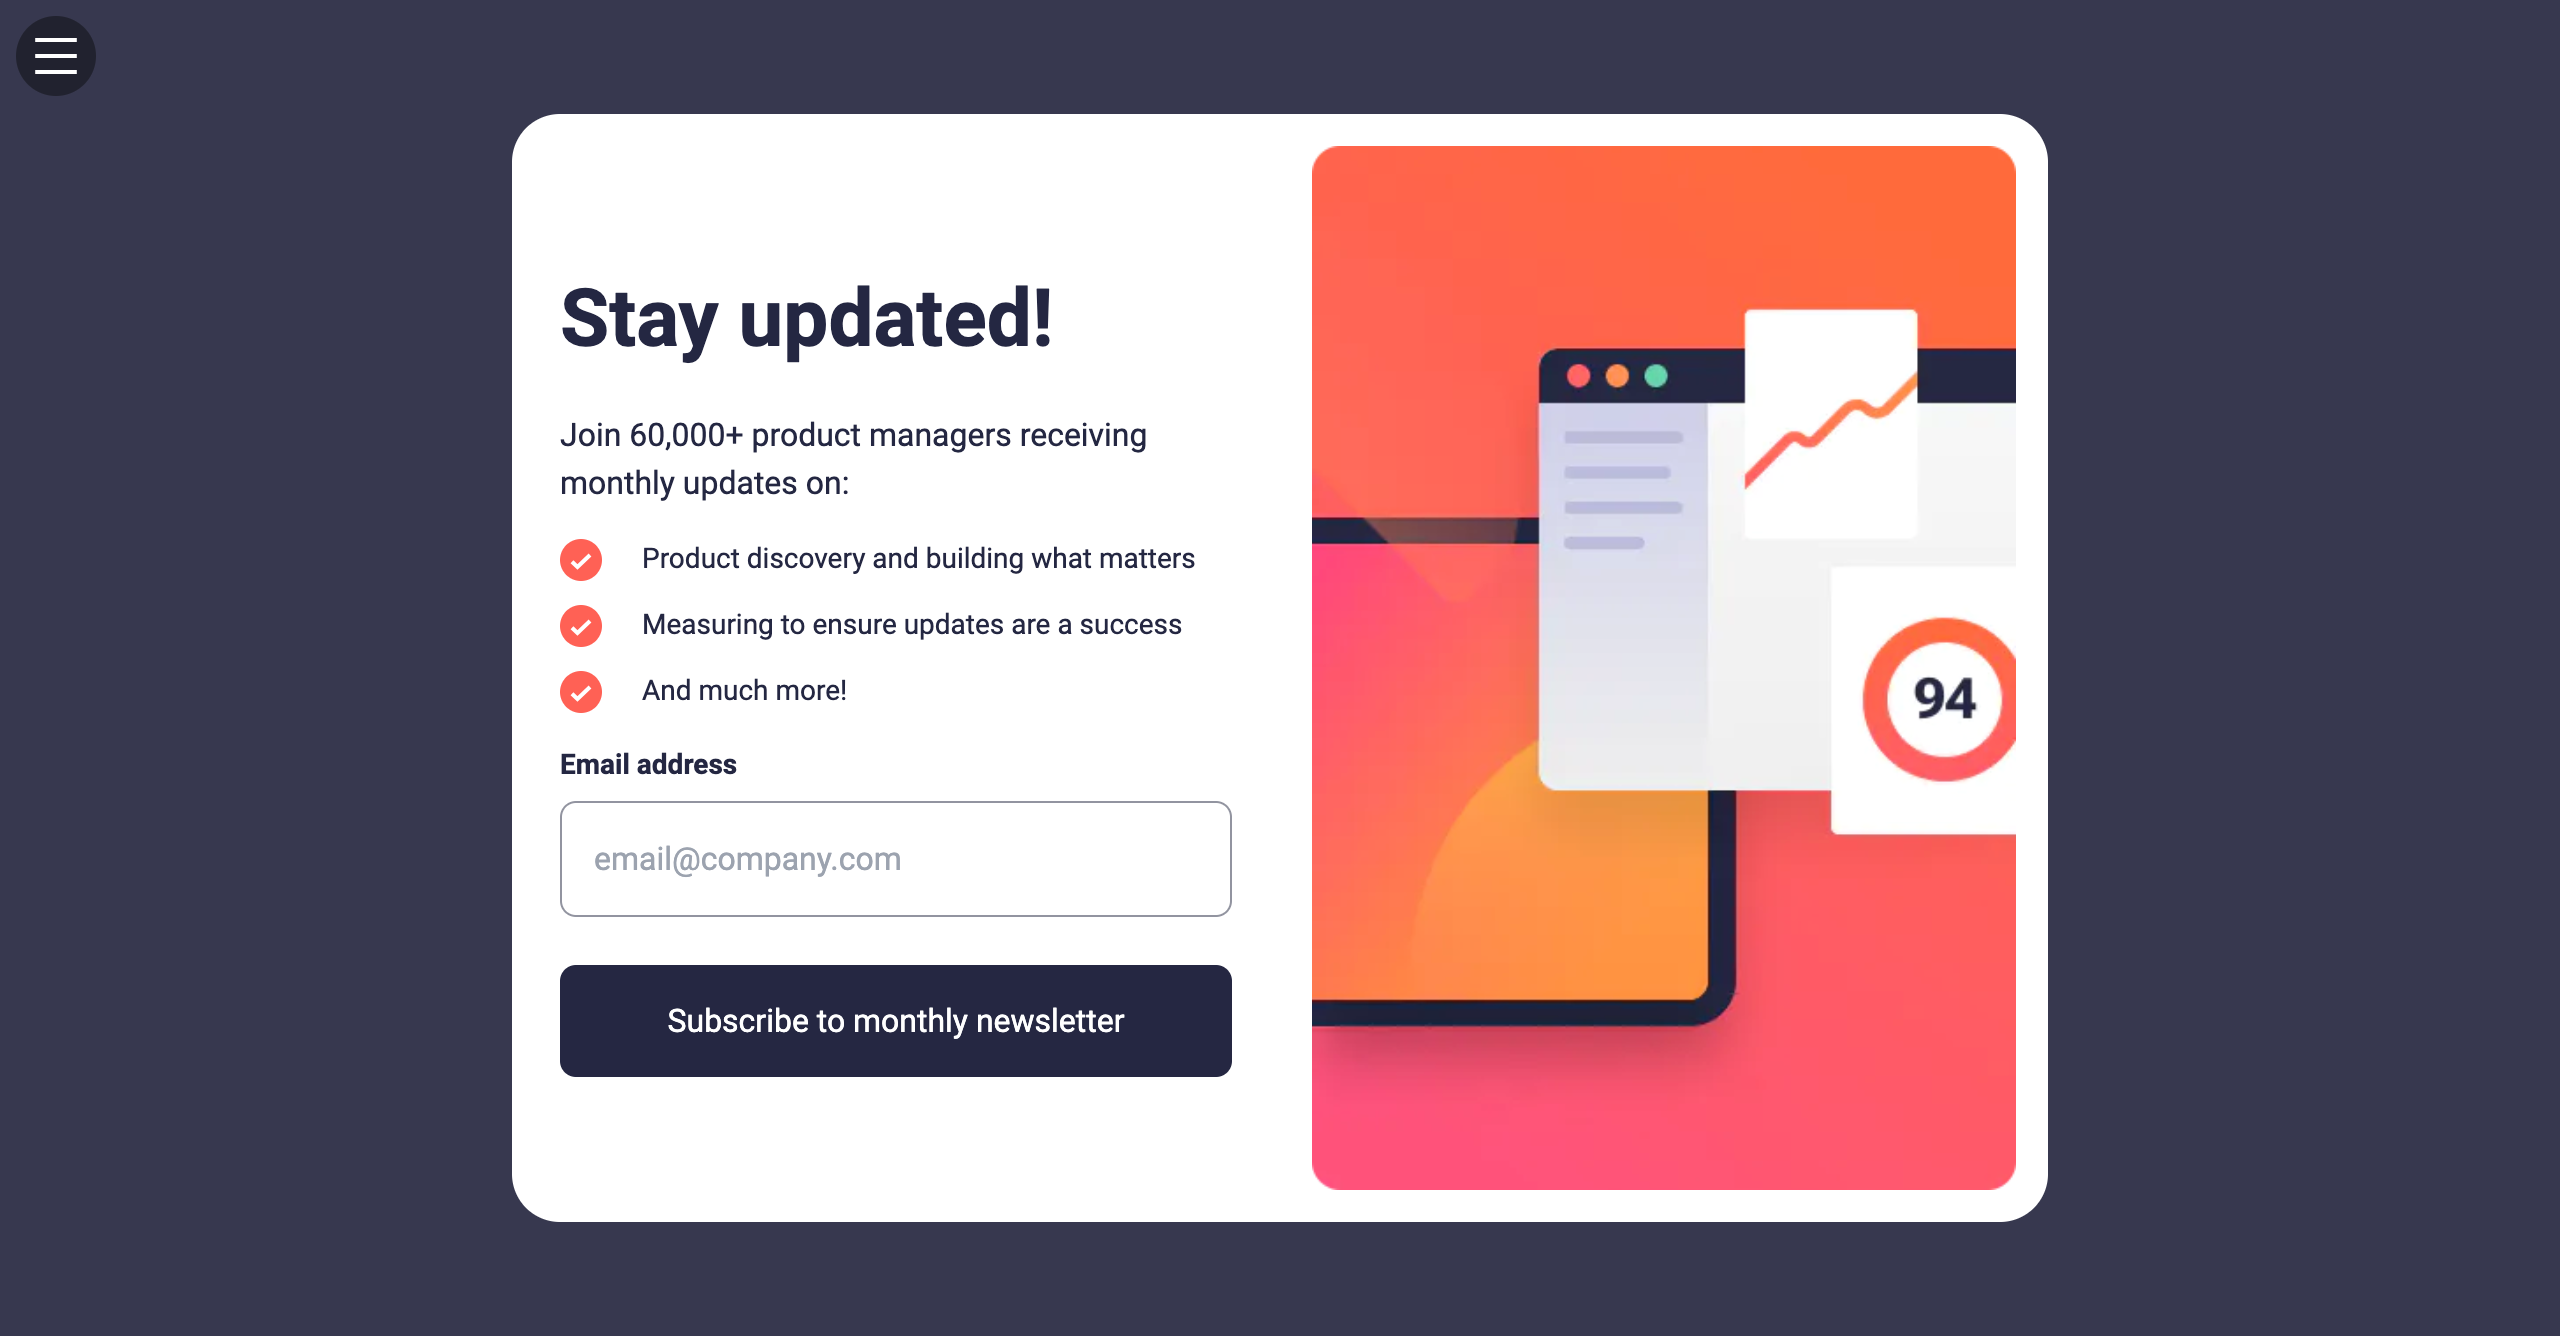 Stay updated!
Join 60,000+ product managers receiving
monthly updates on:
Product discovery and building what matters
Measuring to ensure updates are a success
And much more!
Email address
email@company.com
Subscribe to monthly newsletter
94